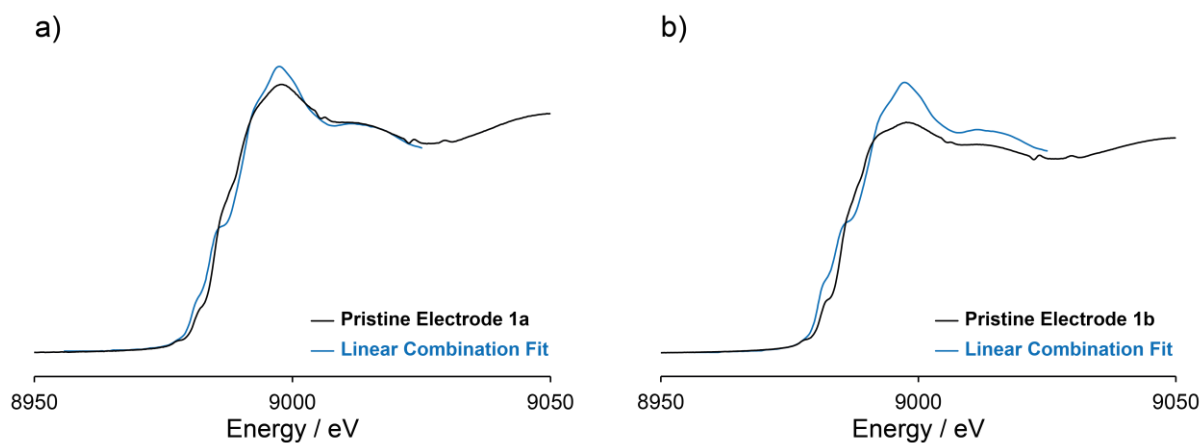 a)
Pristine Electrode 1a
Linear Combination Fit
8950 9000 9050
Energy / eV
b)
Pristine Electrode 1b
Linear Combination Fit
8950 9000 9050
Energy / eV